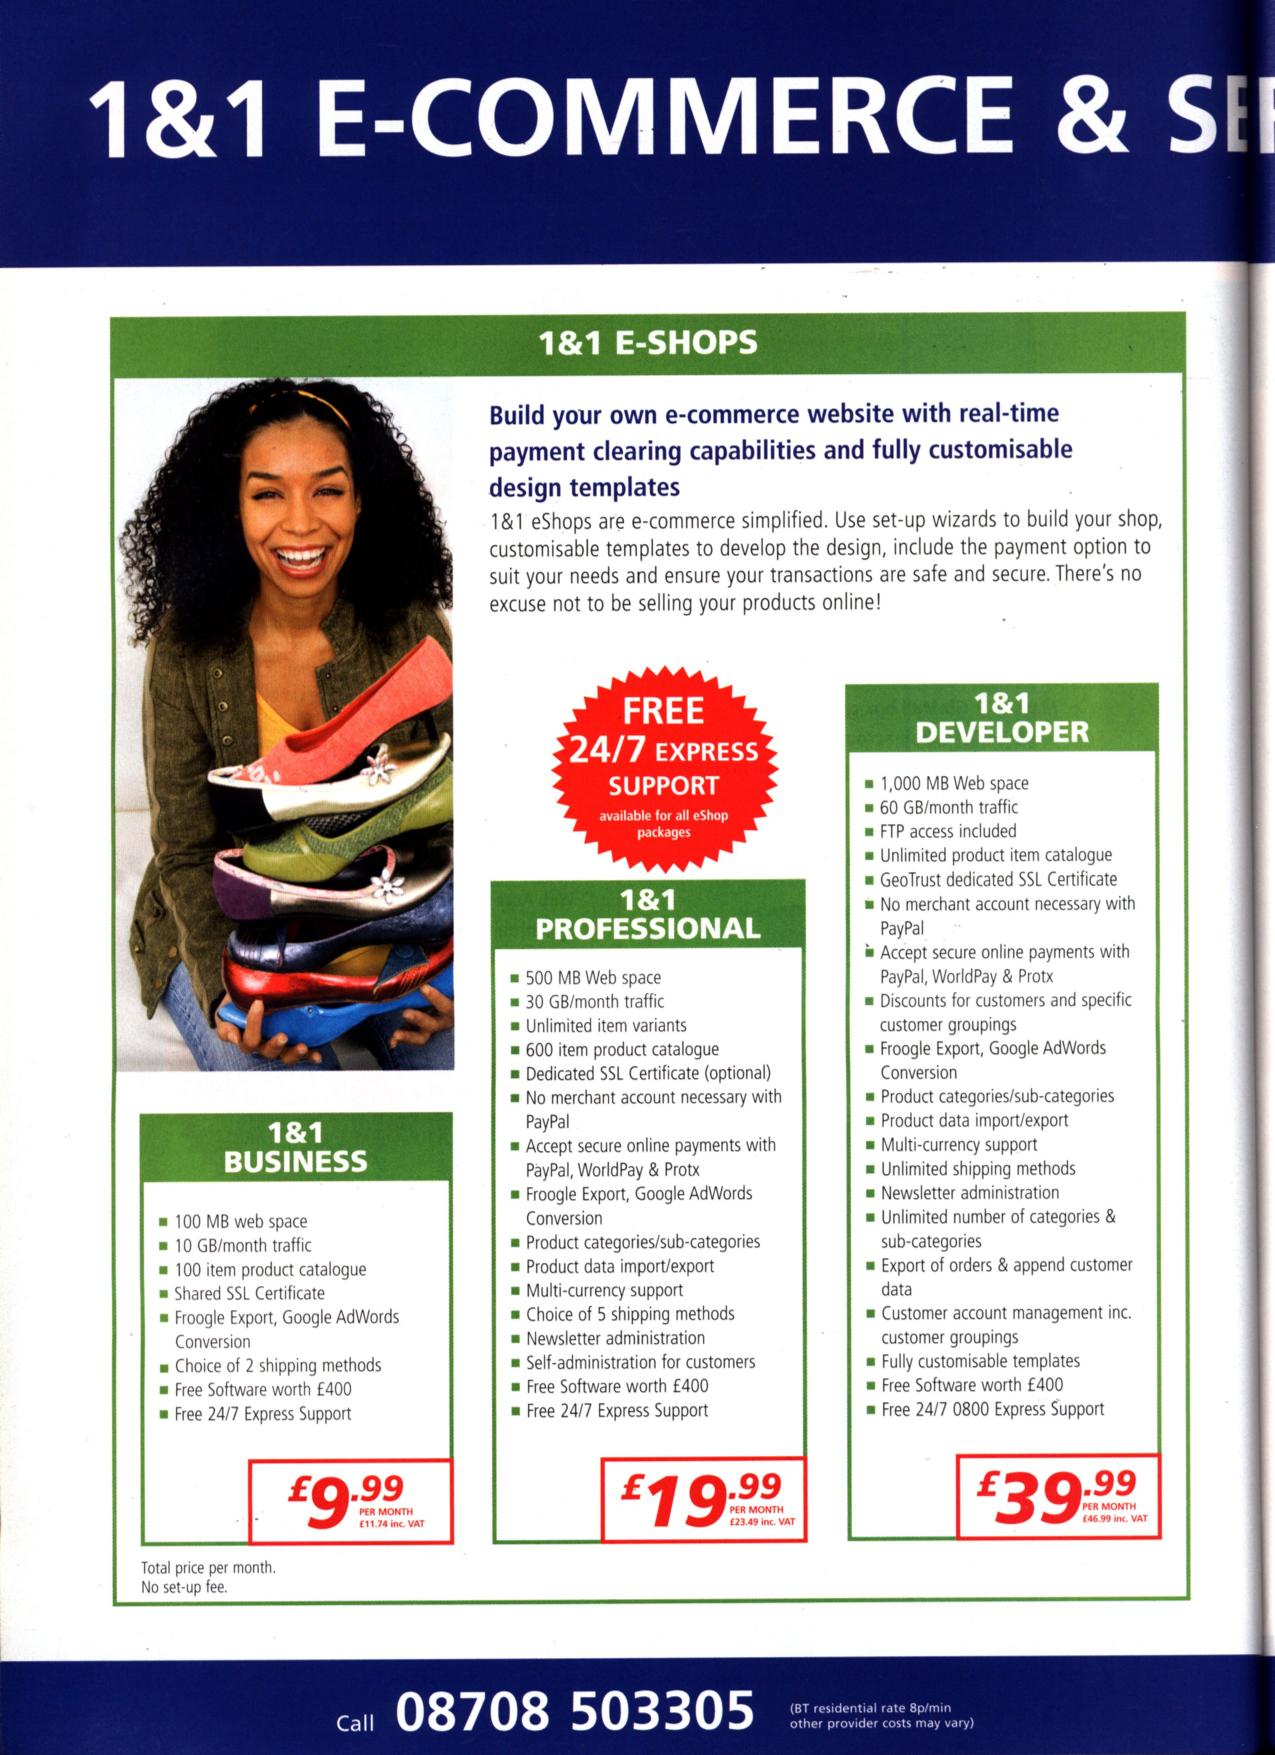 1&1 E-COMMERCE & SE
1&1 E-SHOPS
Build your own e-commerce website with real-time
payment clearing capabilities and fully customisable
design templates
1&1 eShops are e-commerce simplified. Use set-up wizards to build your shop,
customisable templates to develop the design, include the payment option to
suit your needs and ensure your transactions are safe and secure. There's no
excuse not to be selling your products online!
FREE
24/7 EXPRESS
SUPPORT
available for all eShop
packages
1&1
BUSINESS
100 MB web space
10 GB/month traffic
100 item product catalogue
Shared SSL Certificate
Froogle Export, Google AdWords
Conversion
Choice of 2 shipping methods
Free Software worth £400
Free 24/7 Express Support
£9.99
PER MONTH
£11.74 inc. VAT
1&1
PROFESSIONAL
500 MB Web space
30 GB/month traffic
Unlimited item variants
600 item product catalogue
Dedicated SSL Certificate (optional)
No merchant account necessary with
PayPal
Accept secure online payments with
PayPal, WorldPay & Protx
Froogle Export, Google AdWords
Conversion
Product categories/sub-categories
Product data import/export
Multi-currency support
Choice of 5 shipping methods
Newsletter administration
Self-administration for customers
Free Software worth £400
Free 24/7 Express Support
£19.99
PER MONTH
£23.49 inc. VAT
1&1
DEVELOPER
1,000 MB Web space
60 GB/month traffic
FTP access included
Unlimited product item catalogue
GeoTrust dedicated SSL Certificate
No merchant account necessary with
PayPal
Accept secure online payments with
PayPal, WorldPay & Protx
Discounts for customers and specific
customer groupings
Froogle Export, Google AdWords
Conversion
Product categories/sub-categories
Product data import/export
Multi-currency support
Unlimited shipping methods
Newsletter administration
Unlimited number of categories &
sub-categories
Export of orders & append customer
data
Customer account management inc.
customer groupings
Fully customisable templates
Free Software worth £400
Free 24/7 0800 Express Support
£39.99
PER MONTH
£46.99 inc. VAT
Total price per month.
No set-up fee.
Call 08708 503305
(BT residential rate 8p/min
other provider costs may vary)